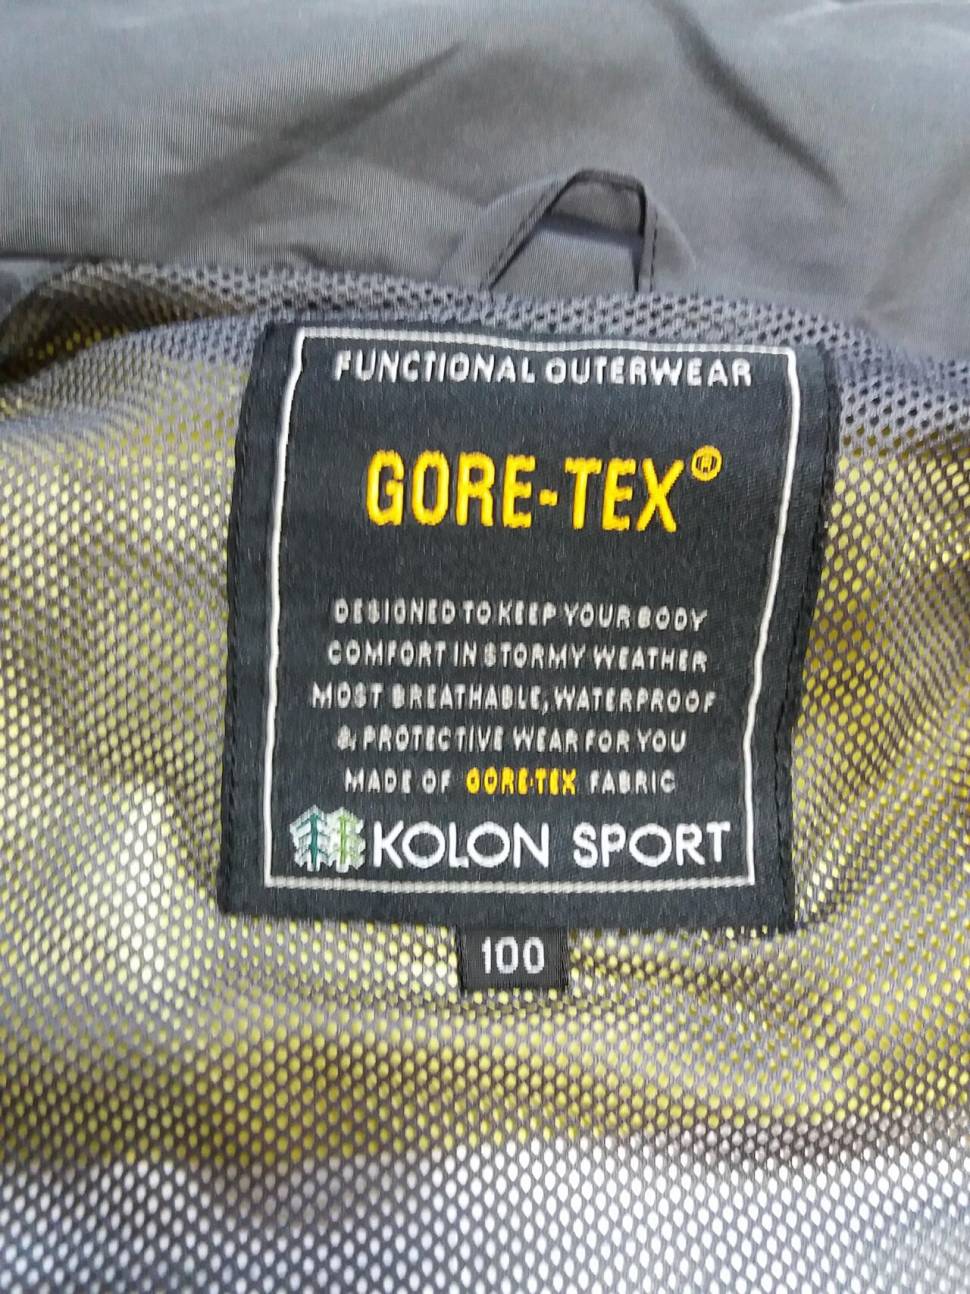 FUNCTIONAL OUTERWEAR
GORE-TEX®
DESIGNED TO KEEP YOUR BODY
COMFORT IN STORMY WEATHER
MOST BREATHABLE, WATERPROOF
& PROTECTIVE WEAR FOR YOU
MADE OF GORE-TEX FABRIC
KOLON SPORT
100